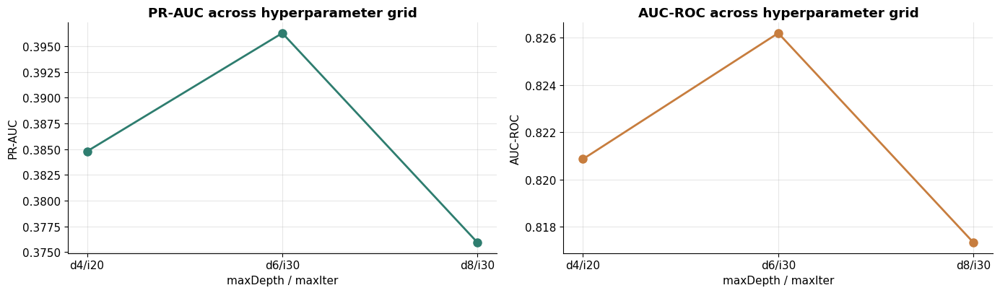 PR-AUC across hyperparameter grid
PR-AUC
0.3950
0.3925
0.3900
0.3875
0.3850
0.3825
0.3800
0.3775
0.3750
d4/i20 d6/i30 d8/i30
maxDepth / maxIter
AUC-ROC across hyperparameter grid
AUC-ROC
0.826
0.824
0.822
0.820
0.818
d4/i20 d6/i30 d8/i30
maxDepth / maxIter